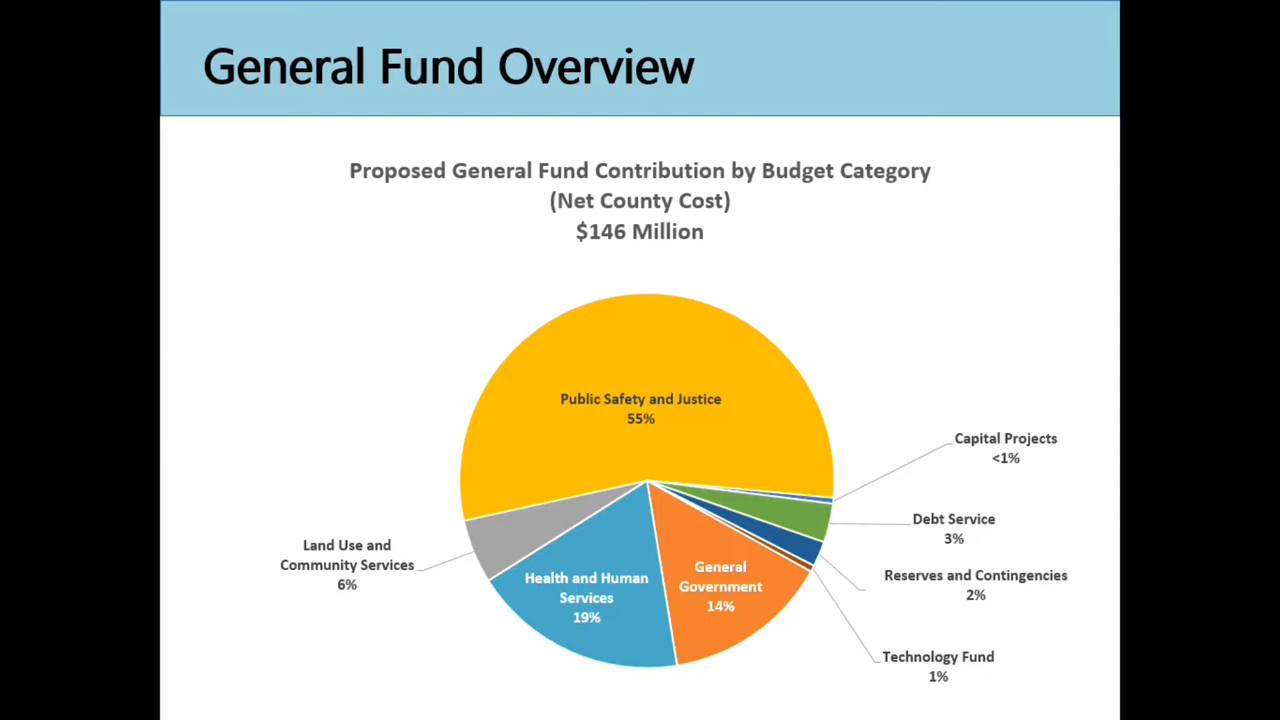 General Fund Overview
Proposed General Fund Contribution by Budget Category
(Net County Cost)
$146 Million
Public Safety and Justice
55%
Capital Projects
<1%
Debt Service
3%
Reserves and Contingencies
2%
Technology Fund
1%
General
Government
14%
Health and Human
Services
19%
Land Use and
Community Services
6%